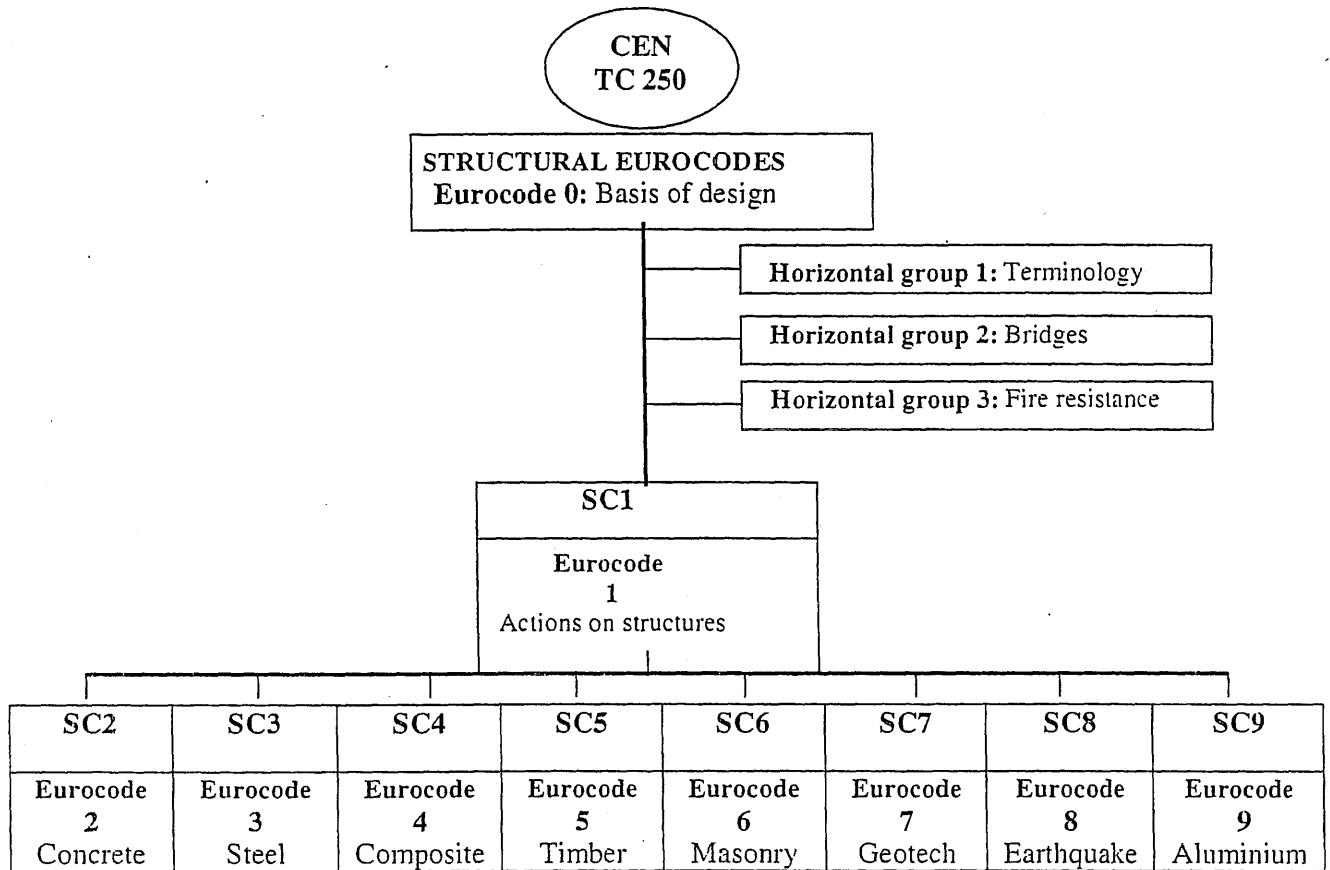 CEN
TC 250
STRUCTURAL EUROCODES
Eurocode 0: Basis of design
Horizontal group 1: Terminology
Horizontal group 2: Bridges
Horizontal group 3: Fire resistance
SC1
Eurocode
1
Actions on structures
SC2
Eurocode
2
Concrete
SC3
Eurocode
3
Steel
SC4
Eurocode
4
Composite
SC5
Eurocode
5
Timber
SC6
Eurocode
6
Masonry
SC7
Eurocode
7
Geotech
SC8
Eurocode
8
Earthquake
SC9
Eurocode
9
Aluminium